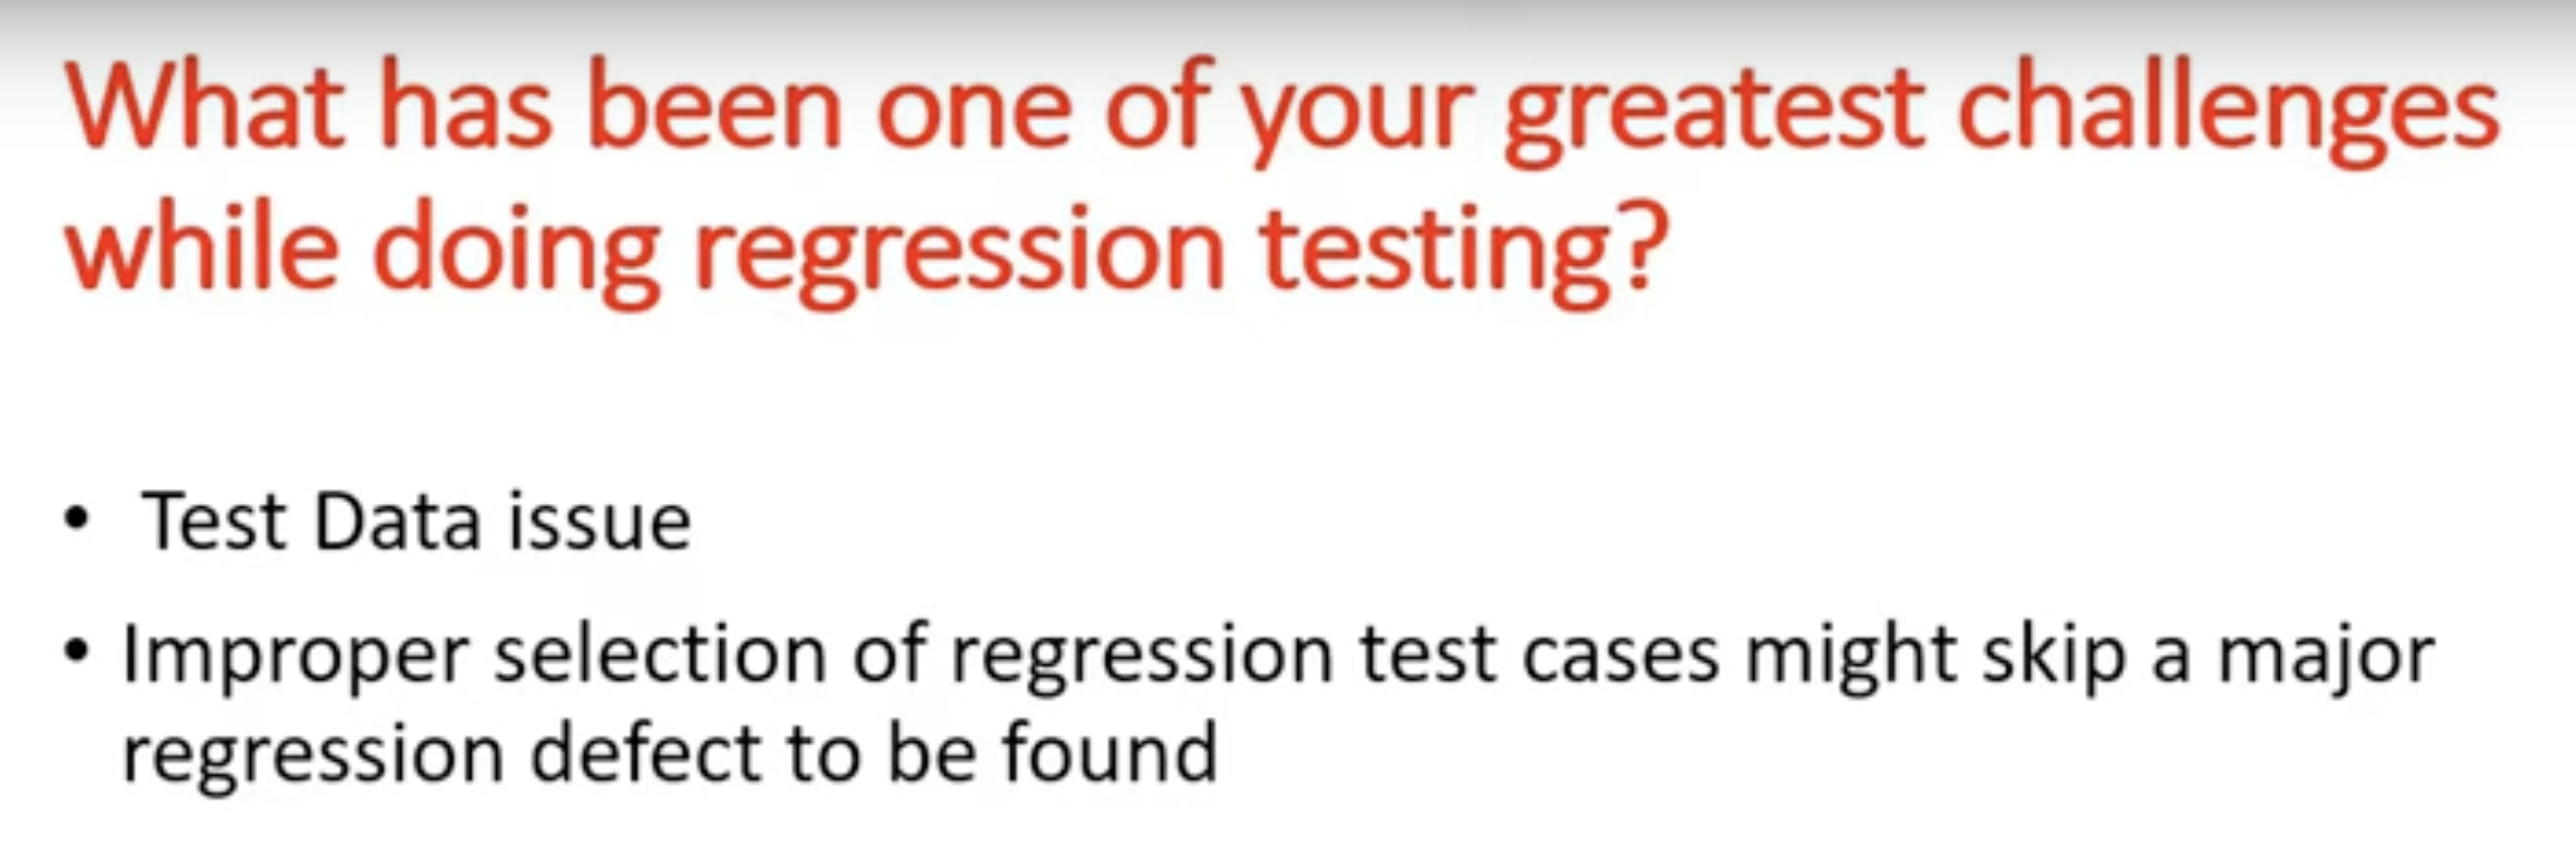 What has been one of your greatest challenges
while doing regression testing?
• Test Data issue
• Improper selection of regression test cases might skip a major
regression defect to be found